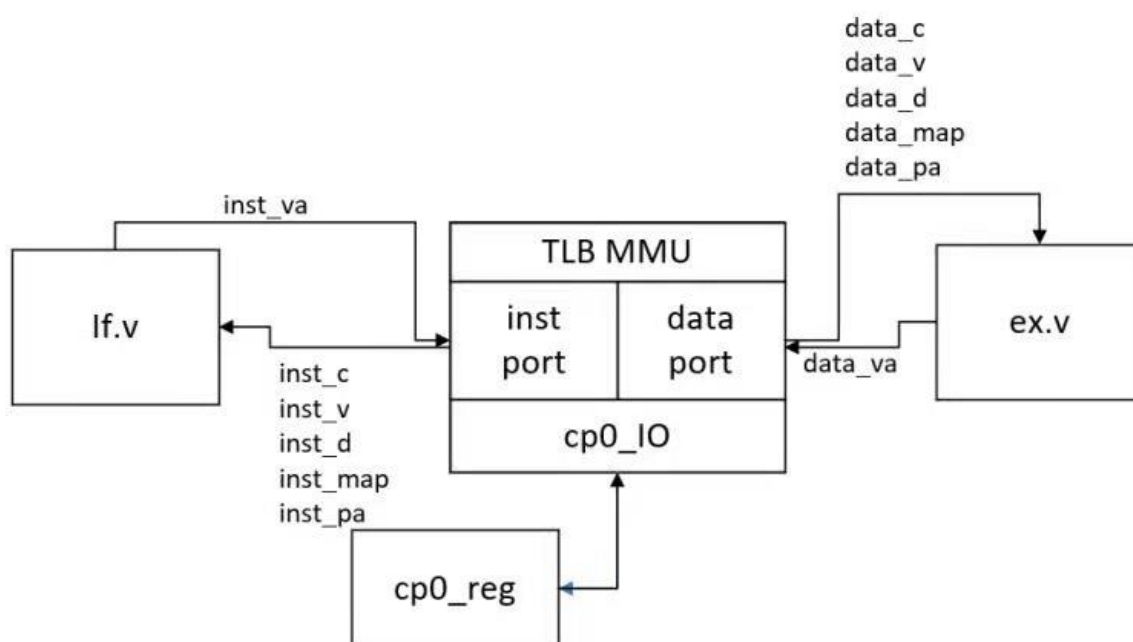 data_c
data_v
data_d
data_map
data_pa
inst_va
TLB MMU
If.v
inst
port
data
port
ex.v
data_va
inst_c
inst_v
inst_d
inst_map
inst_pa
cp0_IO
cp0_reg